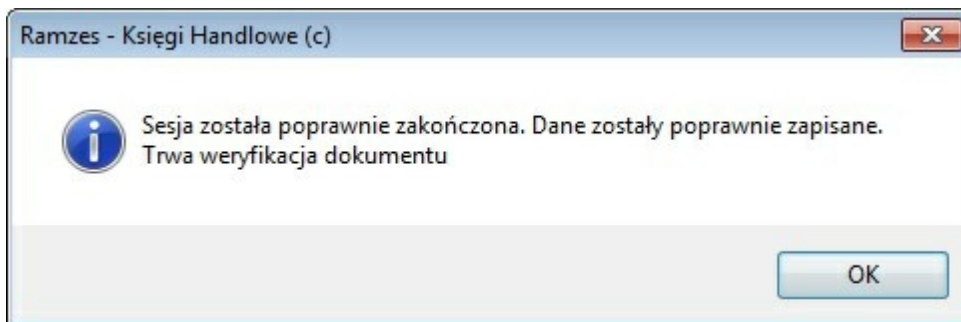 Ramzes - Księgi Handlowe (c)
Sesja została poprawnie zakończona. Dane zostały poprawnie zapisane.
Trwa weryfikacja dokumentu
OK